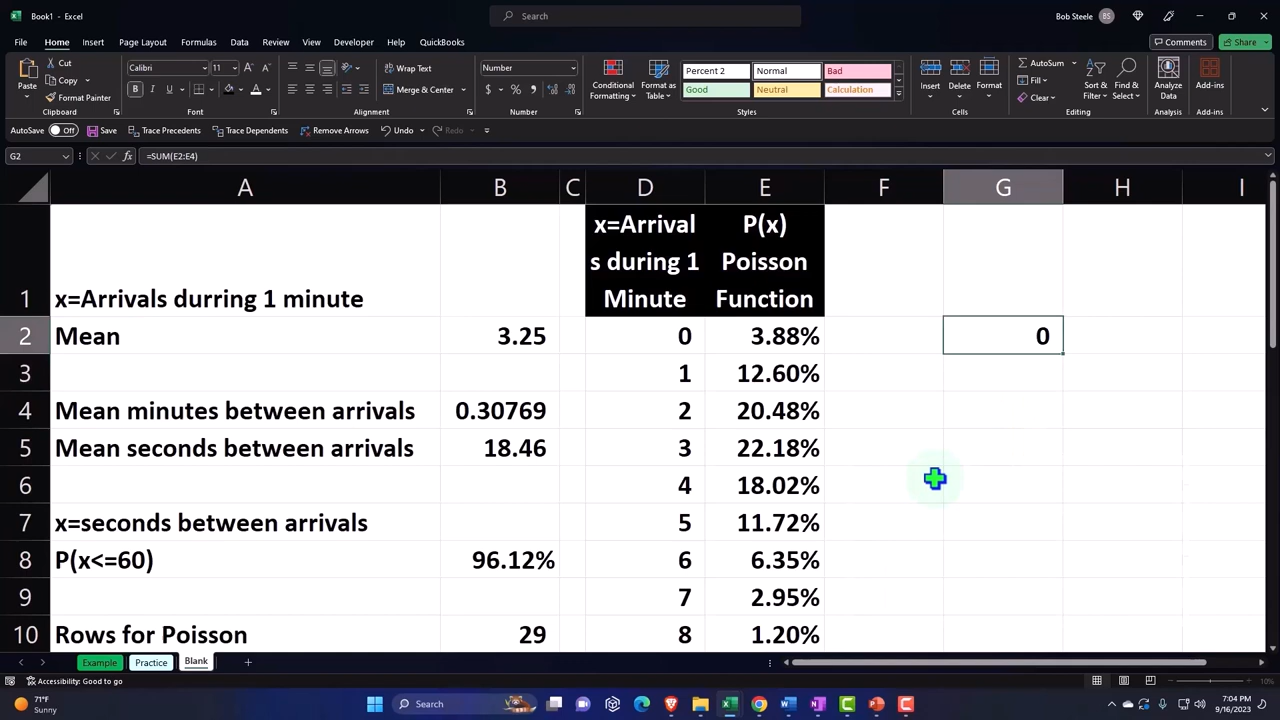 Book1 - Excel
Search
Bob Steele BS
File Home Insert Page Layout Formulas Data Review View Developer Help QuickBooks
Comments Share
Paste
Cut
Copy
Format Painter
Clipboard
Calibri 11
B I U
Font
Wrap Text
Merge & Center
Alignment
Number
$ % 9
Number
Conditional Formatting
Format as Table
Percent 2 Normal Bad
Good Neutral Calculation
Styles
Insert Delete Format
Cells
AutoSum
Fill
Clear
Sort & Filter
Find & Select
Editing
Analyze Data
Analysis
Add-ins
Add-ins
AutoSave Off Save Trace Precedents Trace Dependents Remove Arrows Undo Redo
G2 fx =SUM(E2:E4)
A B C D E F G H I
1 x=Arrivals durring 1 minute
x=Arrival
s during 1
Minute
P(x)
Poisson
Function
2 Mean 3.25 0 3.88% 0
3 1 12.60%
4 Mean minutes between arrivals 0.30769 2 20.48%
5 Mean seconds between arrivals 18.46 3 22.18%
6 4 18.02%
7 x=seconds between arrivals 5 11.72%
8 P(x<=60) 96.12% 6 6.35%
9 7 2.95%
10 Rows for Poisson 29 8 1.20%
Example Practice Blank
Accessibility: Good to go
10%
71°F
Sunny
Search
7:04 PM
9/16/2023